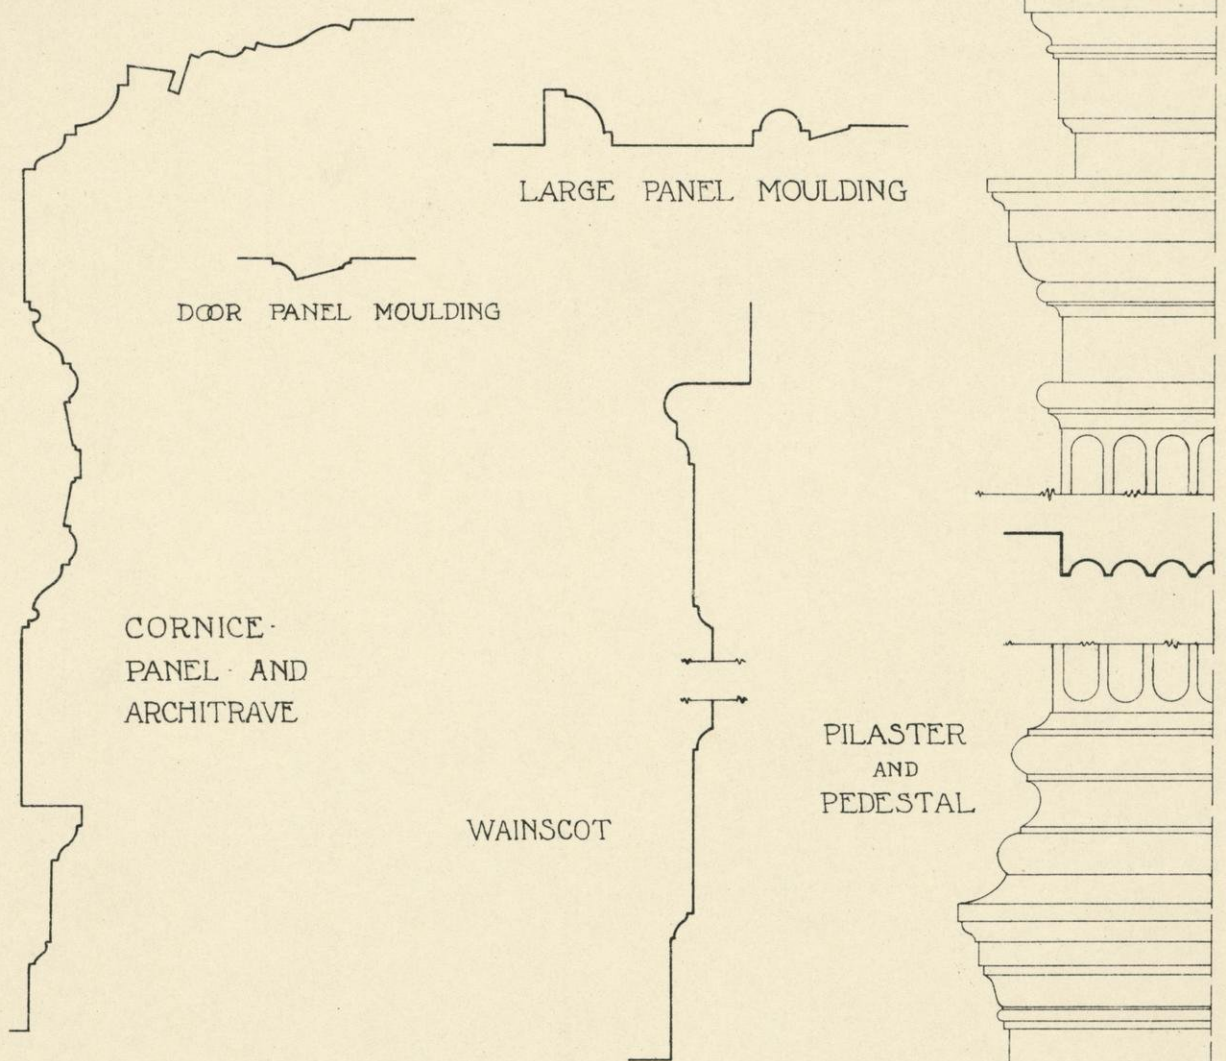 LARGE PANEL MOULDING
DOOR PANEL MOULDING
CORNICE·
PANEL · AND
ARCHITRAVE
PILASTER
AND
PEDESTAL
WAINSCOT